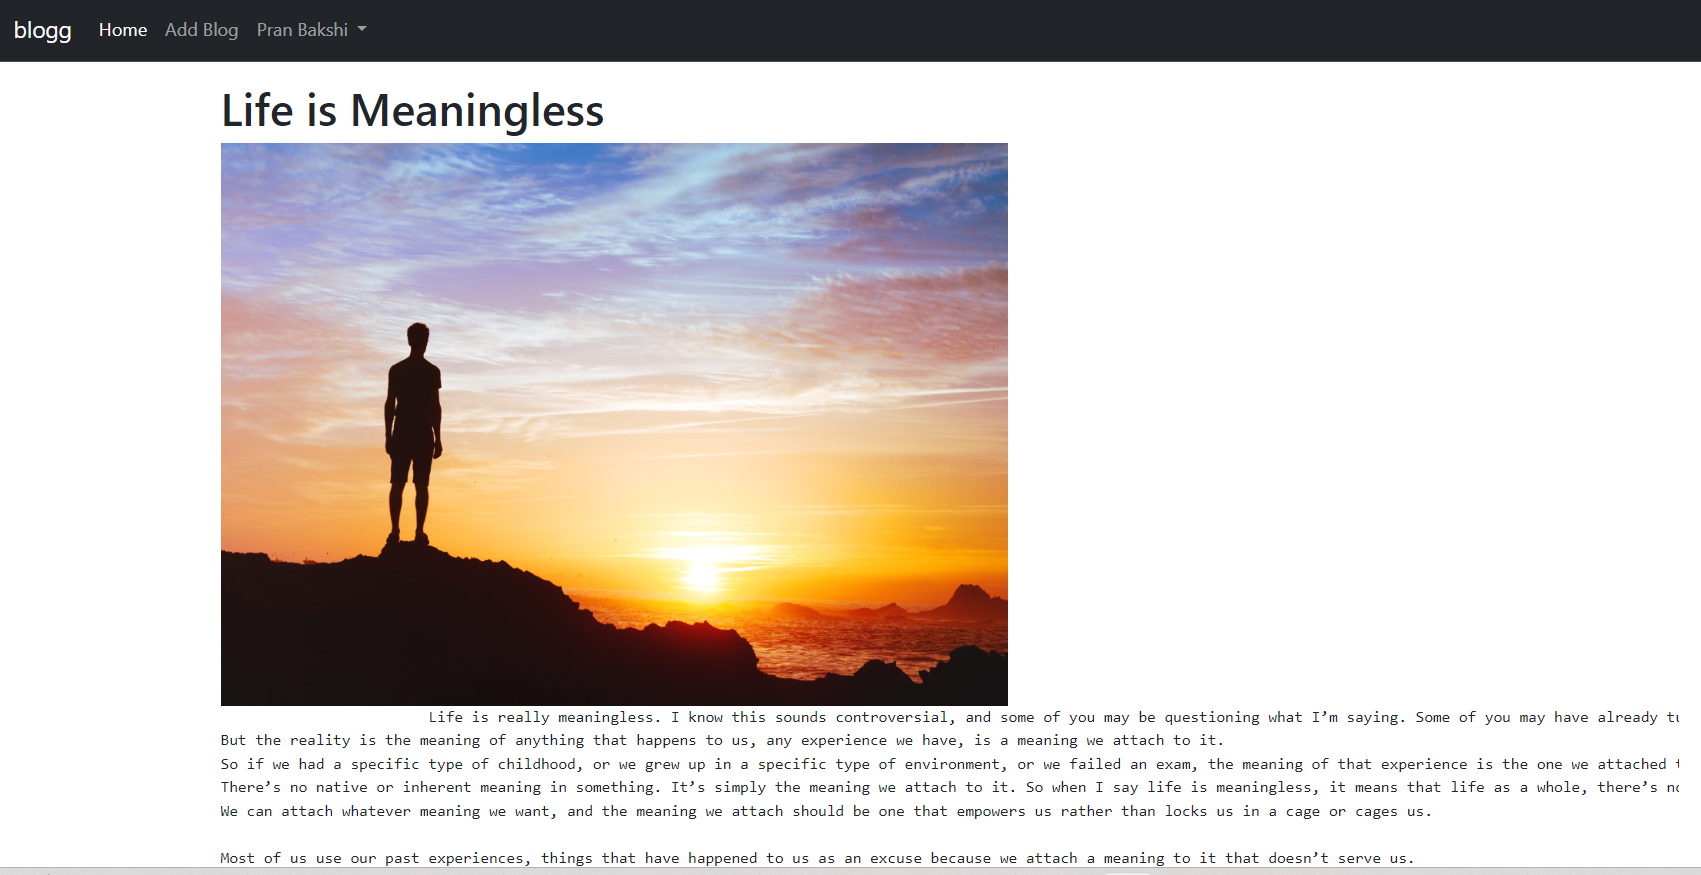 blogg Home Add Blog Pran Bakshi
Life is Meaningless
Life is really meaningless. I know this sounds controversial, and some of you may be questioning what I’m saying. Some of you may have already
But the reality is the meaning of anything that happens to us, any experience we have, is a meaning we attach to it.
So if we had a specific type of childhood, or we grew up in a specific type of environment, or we failed an exam, the meaning of that experience is the one we attached
There’s no native or inherent meaning in something. It’s simply the meaning we attach to it. So when I say life is meaningless, it means that life as a whole, there’s
We can attach whatever meaning we want, and the meaning we attach should be one that empowers us rather than locks us in a cage or cages us.
Most of us use our past experiences, things that have happened to us as an excuse because we attach a meaning to it that doesn’t serve us.